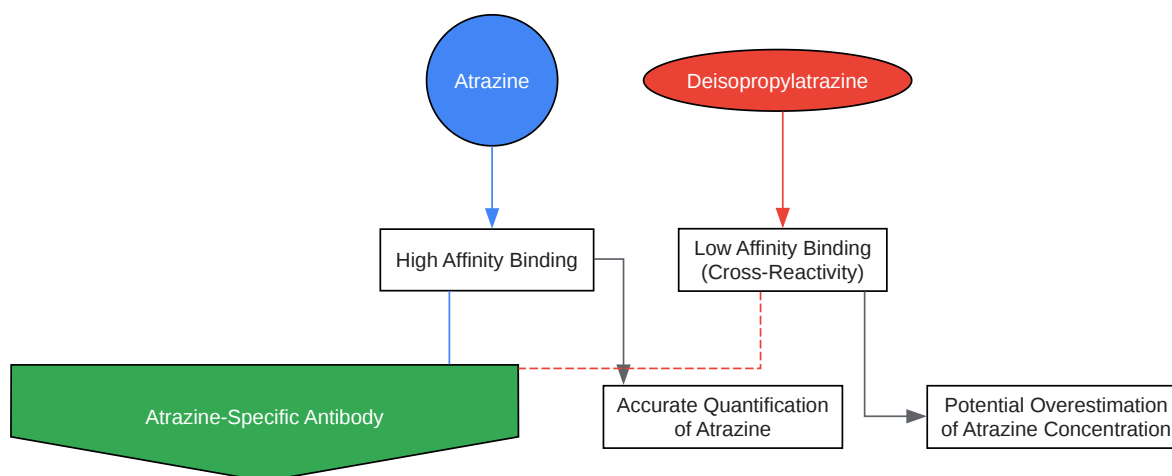 Atrazine
Deisopropylatrazine
High Affinity Binding
Low Affinity Binding
(Cross-Reactivity)
Atrazine-Specific Antibody
Accurate Quantification
of Atrazine
Potential Overestimation
of Atrazine Concentration